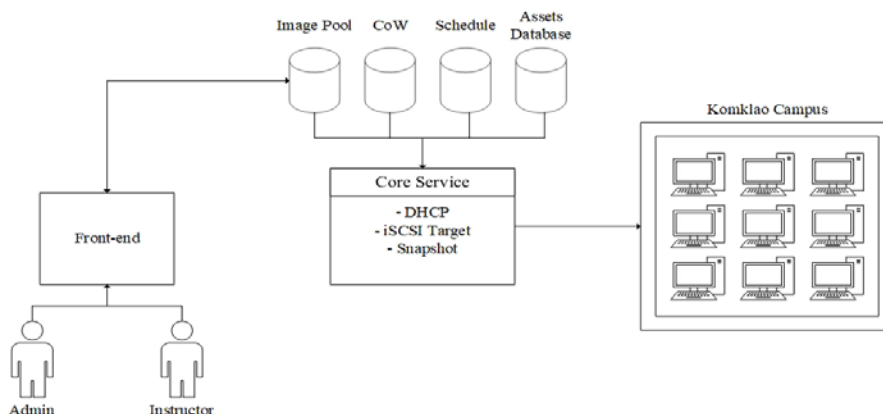 Image Pool
CoW
Schedule
Assets
Database
Komklao Campus
Core Service
- DHCP
- iSCSI Target
- Snapshot
Front-end
Admin
Instructor